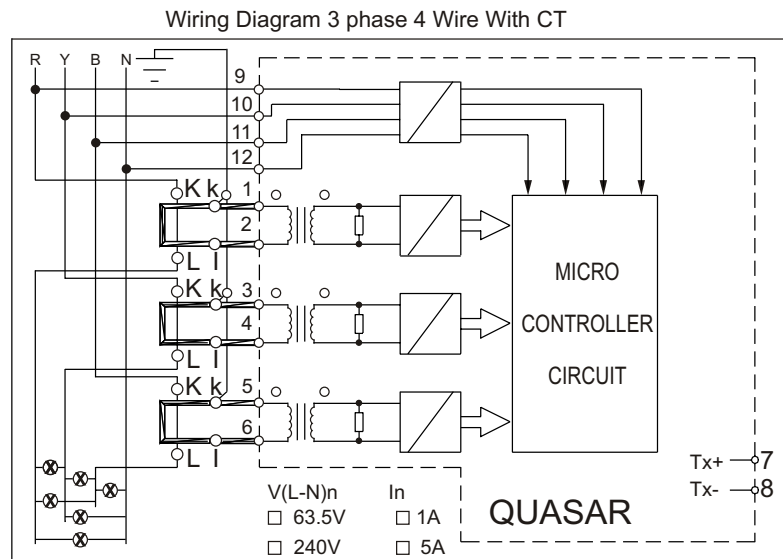 Wiring Diagram 3 phase 4 Wire With CT
R Y B N
9
10
11
12
K k 1
2
L l
K k 3
4
L l
K k 5
6
L l
MICRO
CONTROLLER
CIRCUIT
Tx+ 7
Tx- 8
V(L-N)n In
63.5V 1A
240V 5A
QUASAR